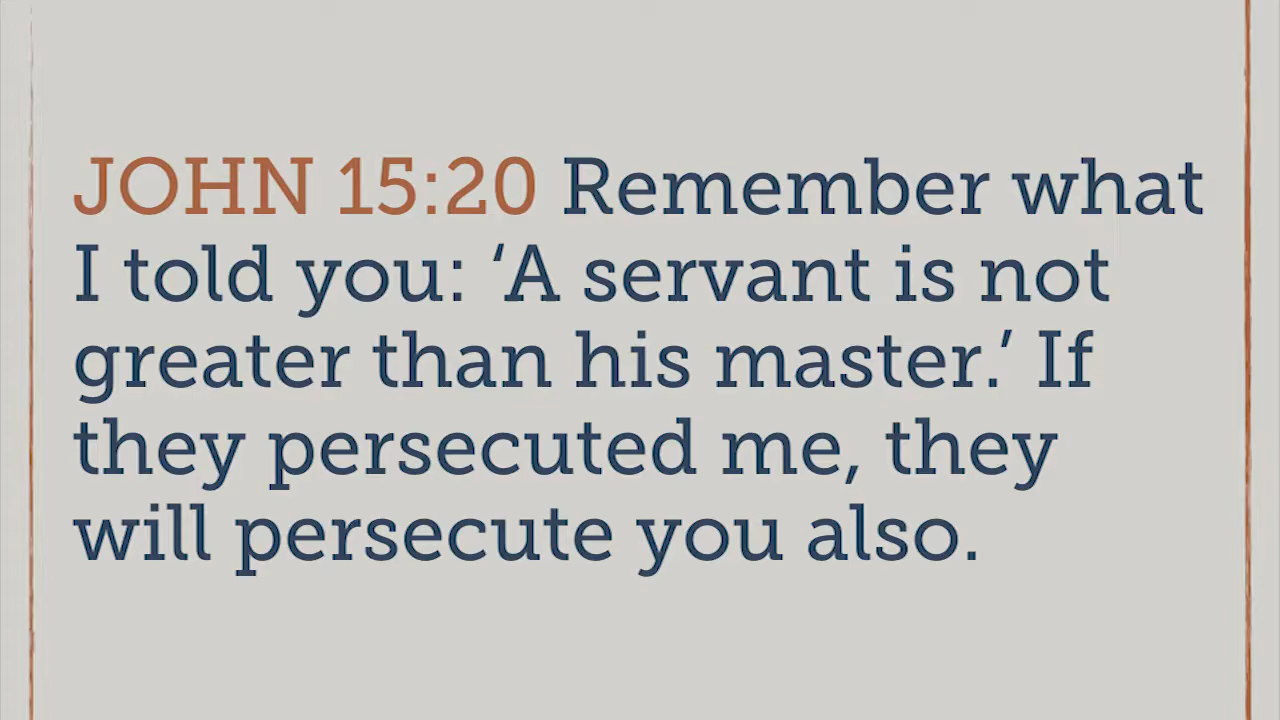 JOHN 15:20 Remember what
I told you: ‘A servant is not
greater than his master.’ If
they persecuted me, they
will persecute you also.